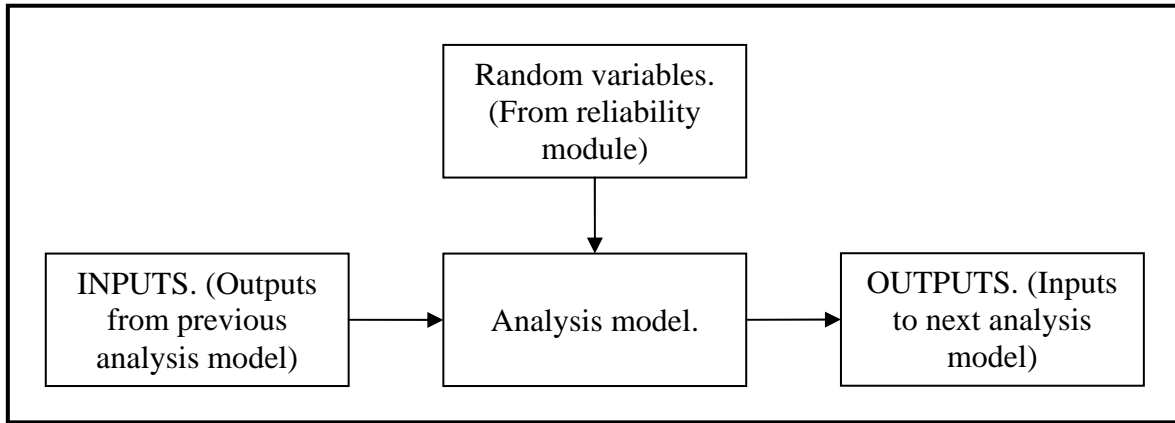 Random variables.
(From reliability
module)
INPUTS. (Outputs
from previous
analysis model)
Analysis model.
OUTPUTS. (Inputs
to next analysis
model)